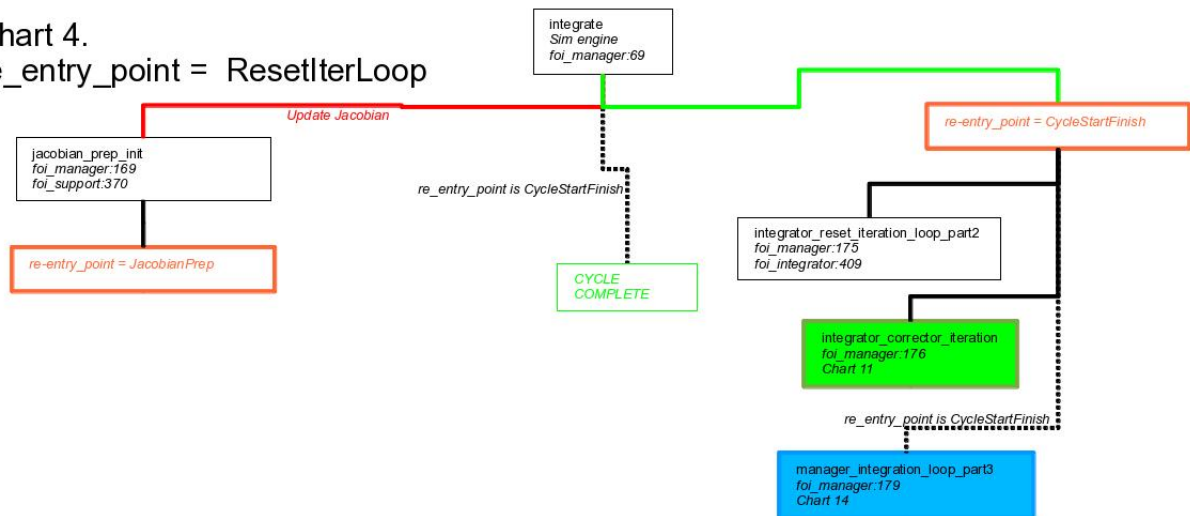 hart 4.
e_entry_point = ResetIterLoop
integrate
Sim engine
foi_manager:69
Update Jacobian
re-entry_point = CycleStartFinish
jacobian_prep_init
foi_manager:169
foi_support:370
re_entry_point is CycleStartFinish
integrator_reset_iteration_loop_part2
foi_manager:175
foi_integrator:409
re-entry_point = JacobianPrep
CYCLE
COMPLETE
integrator_corrector_iteration
foi_manager:176
Chart 11
re_entry_point is CycleStartFinish
manager_integration_loop_part3
foi_manager:179
Chart 14